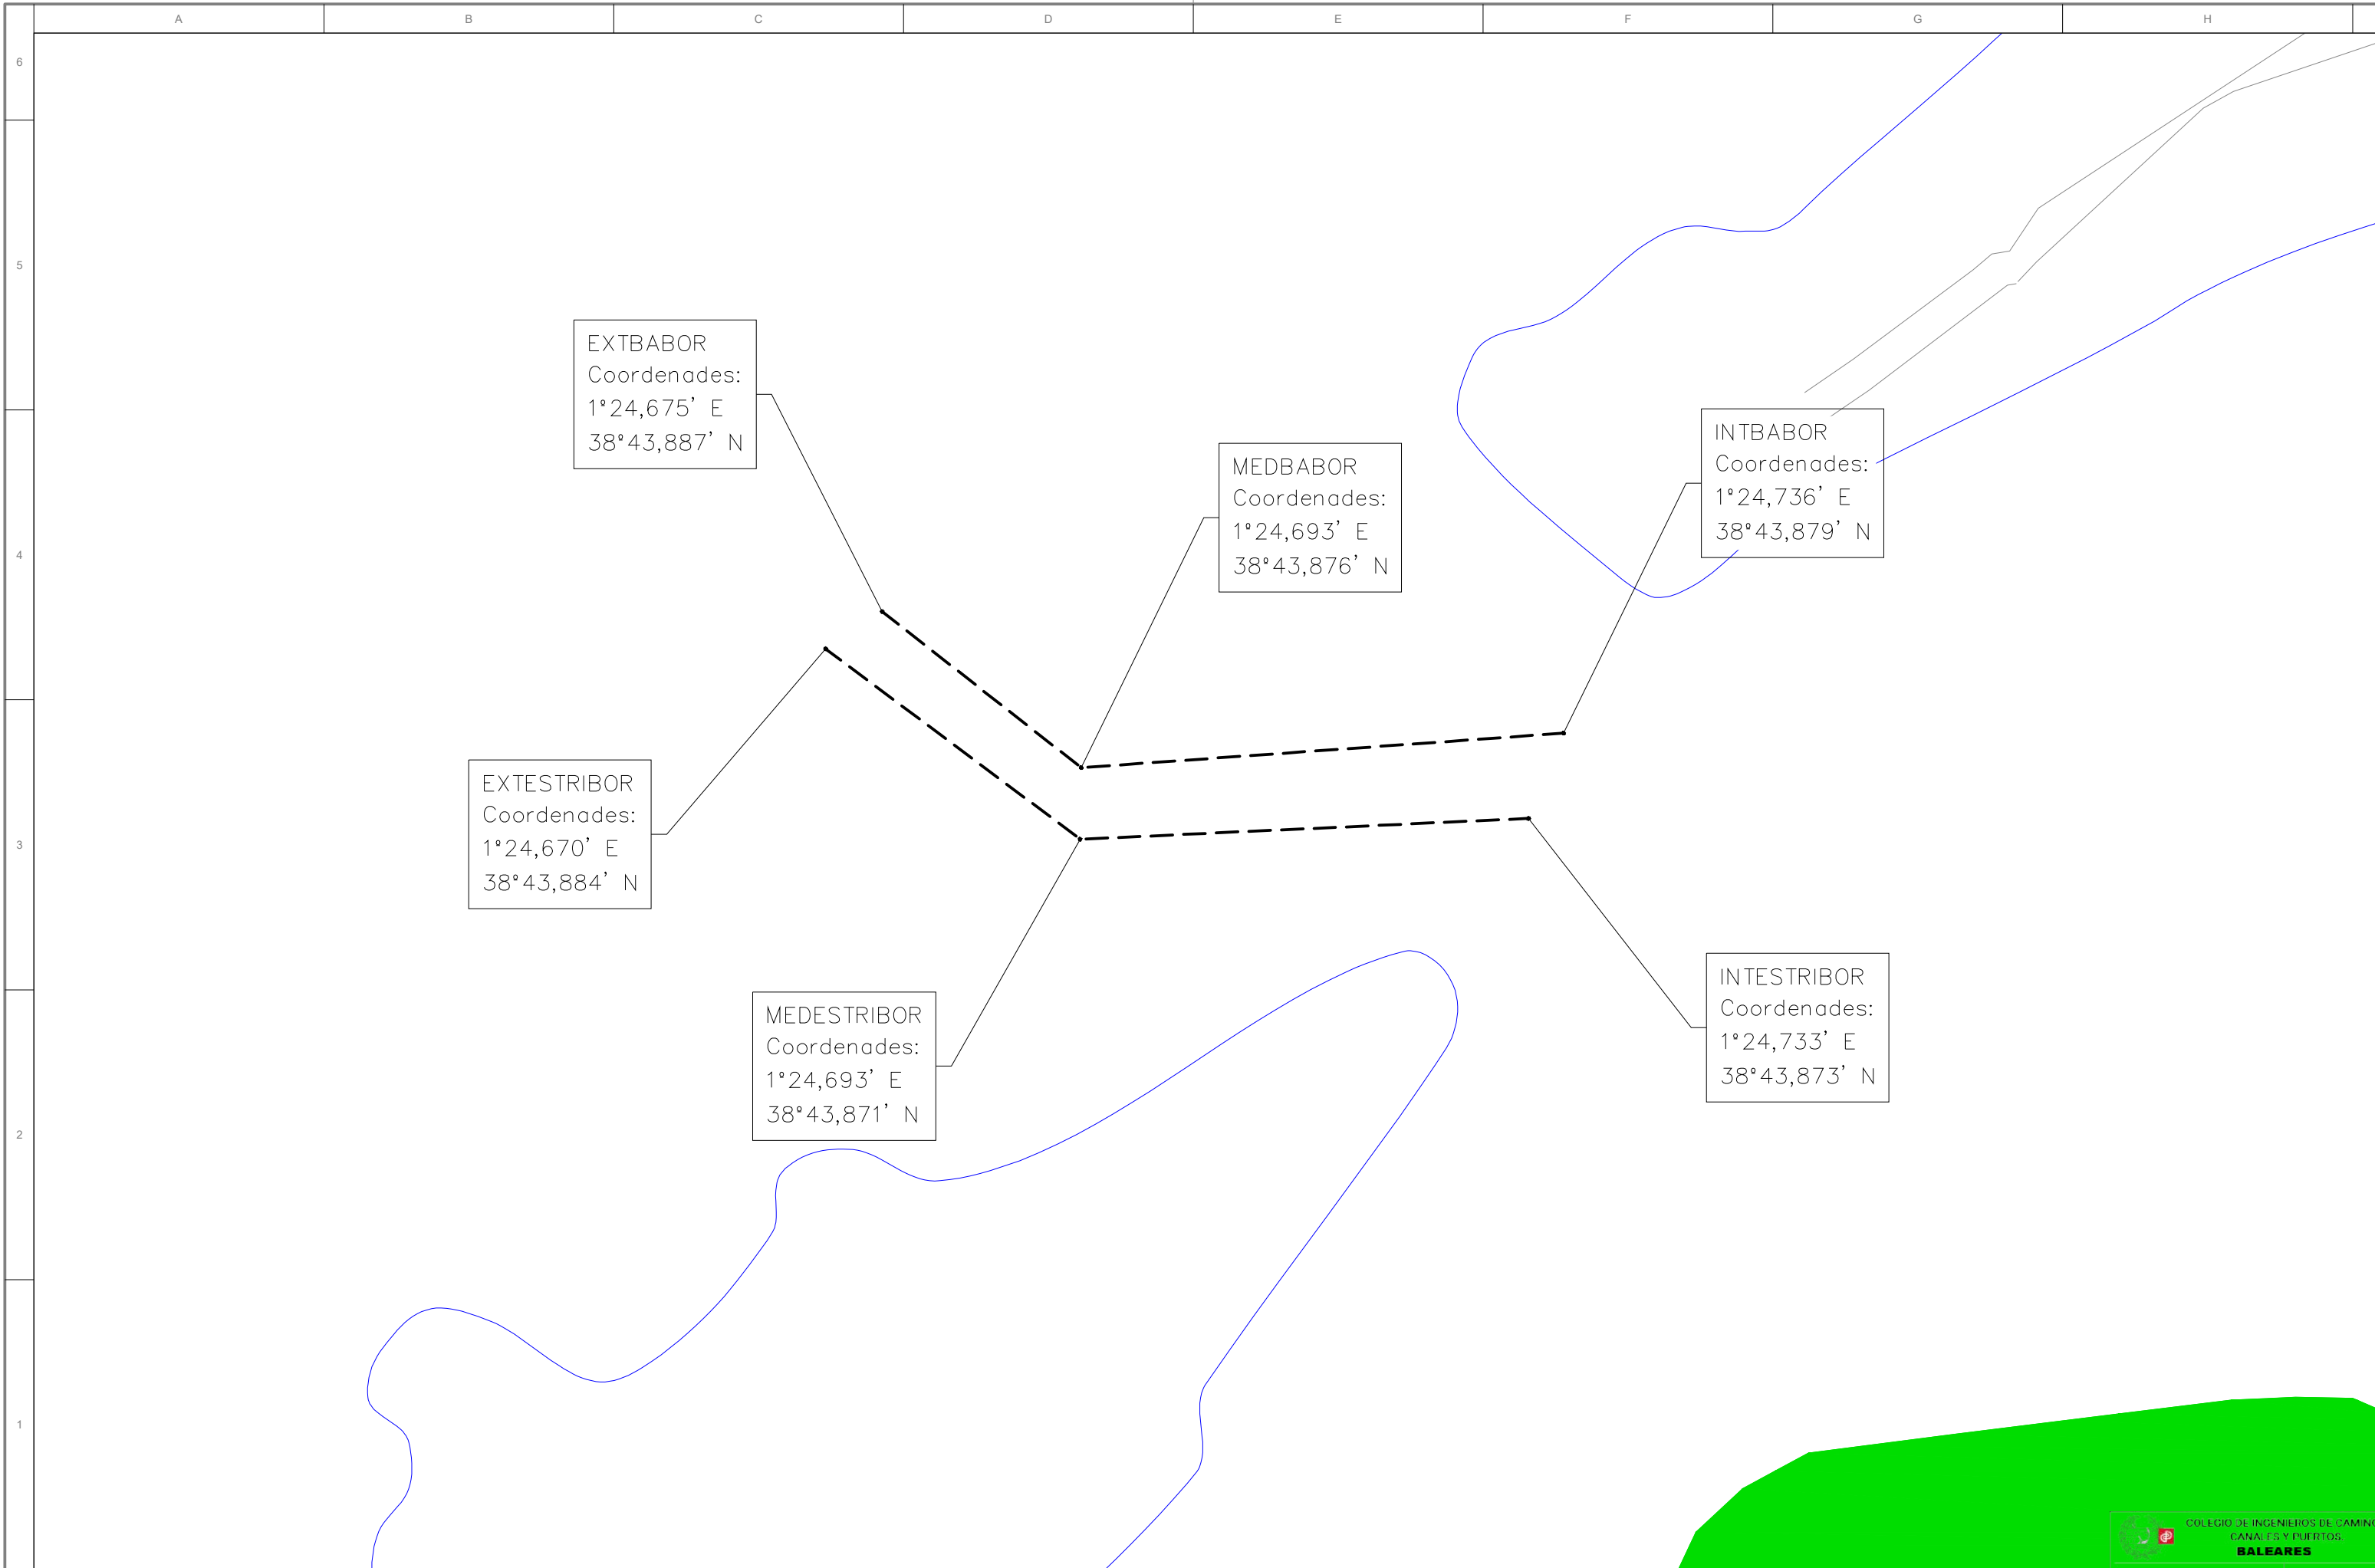 A B C D E F G H
6
5
4
3
2
1
EXTBABOR
Coordenades:
1°24,675' E
38°43,887' N
MEDBABOR
Coordenades:
1°24,693' E
38°43,876' N
INTBABOR
Coordenades:
1°24,736' E
38°43,879' N
EXTESTRIBOR
Coordenades:
1°24,670' E
38°43,884' N
MEDESTRIBOR
Coordenades:
1°24,693' E
38°43,871' N
INTESTRIBOR
Coordenades:
1°24,733' E
38°43,873' N
COLEGIO DE INGENIEROS DE CAMINO
CANALES Y PUERTOS.
BALEARES